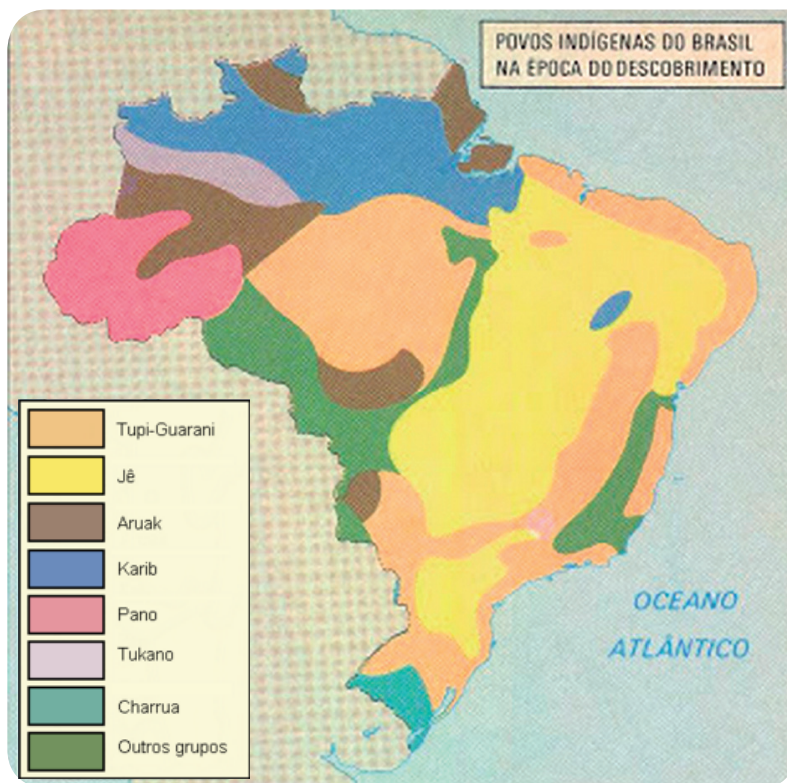 POVOS INDÍGENAS DO BRASIL
NA ÉPOCA DO DESCOBRIMENTO
Tupi-Guarani
Jê
Aruak
Karib
Pano
Tukano
Charrua
Outros grupos
OCEANO
ATLÂNTICO